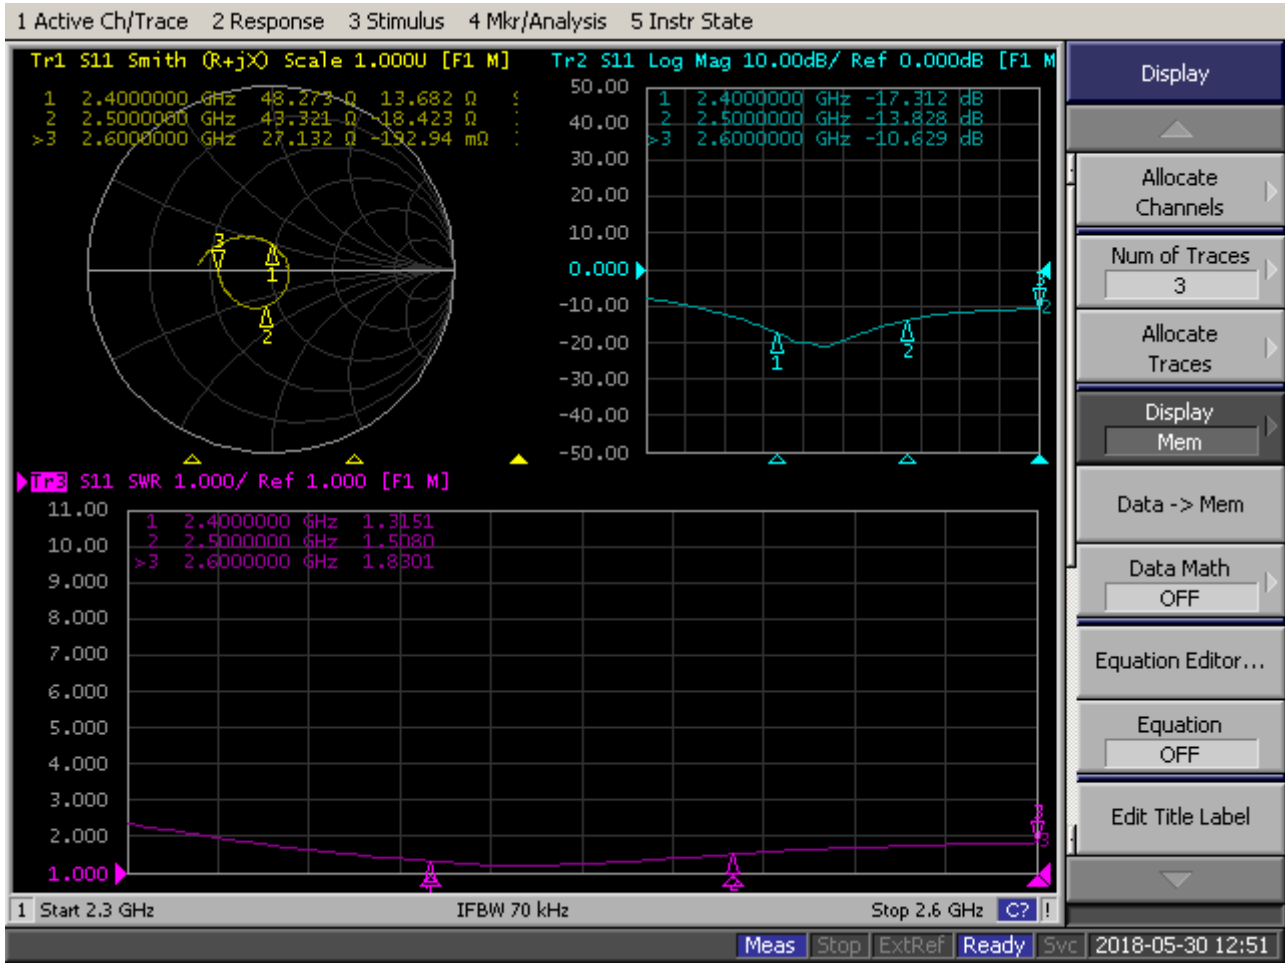 1 Active Ch/Trace 2 Response 3 Stimulus 4 Mkr/Analysis 5 Instr State
Tr1 S11 Smith (R+jX) Scale 1.000U [F1 M]
1 2.4000000 GHz 48.273 Ω 13.682 Ω
2 2.5000000 GHz 43.321 Ω -18.423 Ω
>3 2.6000000 GHz 27.132 Ω -192.94 mΩ
3
1
2
Tr2 S11 Log Mag 10.00dB/ Ref 0.000dB [F1 M
50.00
1 2.4000000 GHz -17.312 dB
40.00
2 2.5000000 GHz -13.828 dB
>3 2.6000000 GHz -10.629 dB
30.00
20.00
10.00
0.000
-10.00
-20.00
-30.00
-40.00
-50.00
1
2
2
Tr3 S11 SWR 1.000/ Ref 1.000 [F1 M]
11.00
1 2.4000000 GHz 1.3151
10.00
2 2.5000000 GHz 1.5080
>3 2.6000000 GHz 1.8301
9.000
8.000
7.000
6.000
5.000
4.000
3.000
2.000
1.000
3
3
1 Start 2.3 GHz IFBW 70 kHz Stop 2.6 GHz C? !
Meas Stop ExtRef Ready Svc 2018-05-30 12:51
Display
Allocate
Channels
Num of Traces
3
Allocate
Traces
Display
Mem
Data -> Mem
Data Math
OFF
Equation Editor...
Equation
OFF
Edit Title Label